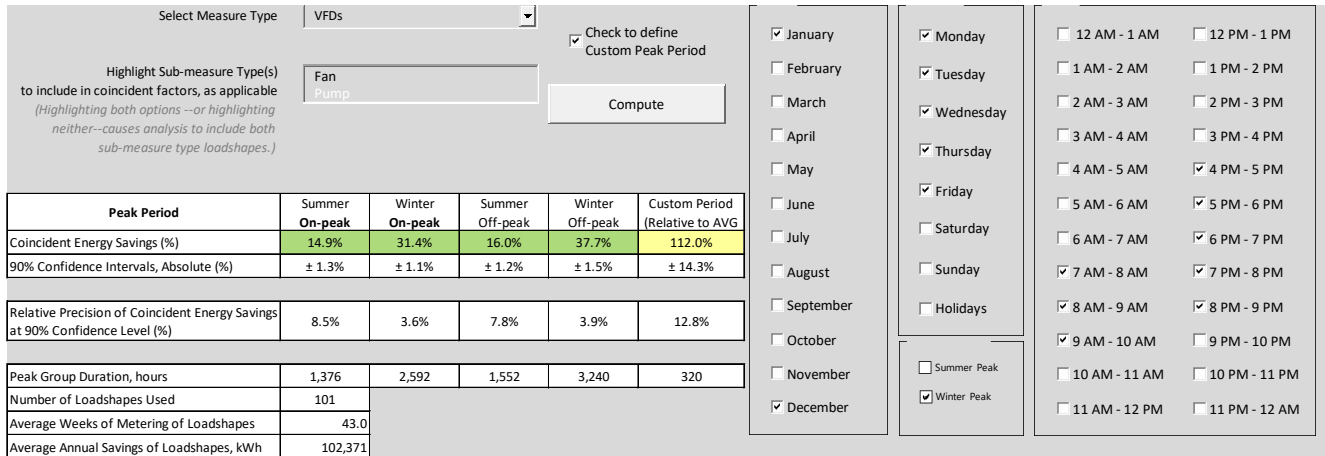 Select Measure Type
VFDs
Check to define
Custom Peak Period
Highlight Sub-measure Type(s)
to include in coincident factors, as applicable
(Highlighting both options --or highlighting
neither--causes analysis to include both
sub-measure type loadshapes.)
Fan
Pump
Compute
Peak Period Summer On-peak Winter On-peak Summer Off-peak Winter Off-peak Custom Period (Relative to AVG
Coincident Energy Savings (%) 14.9% 31.4% 16.0% 37.7% 112.0%
90% Confidence Intervals, Absolute (%) ± 1.3% ± 1.1% ± 1.2% ± 1.5% ± 14.3%
Relative Precision of Coincident Energy Savings
at 90% Confidence Level (%) 8.5% 3.6% 7.8% 3.9% 12.8%
Peak Group Duration, hours 1,376 2,592 1,552 3,240 320
Number of Loadshapes Used 101
Average Weeks of Metering of Loadshapes 43.0
Average Annual Savings of Loadshapes, kWh 102,371
January
February
March
April
May
June
July
August
September
October
November
December
Monday
Tuesday
Wednesday
Thursday
Friday
Saturday
Sunday
Holidays
Summer Peak
Winter Peak
12 AM - 1 AM
1 AM - 2 AM
2 AM - 3 AM
3 AM - 4 AM
4 AM - 5 AM
5 AM - 6 AM
6 AM - 7 AM
7 AM - 8 AM
8 AM - 9 AM
9 AM - 10 AM
10 AM - 11 AM
11 AM - 12 PM
12 PM - 1 PM
1 PM - 2 PM
2 PM - 3 PM
3 PM - 4 PM
4 PM - 5 PM
5 PM - 6 PM
6 PM - 7 PM
7 PM - 8 PM
8 PM - 9 PM
9 PM - 10 PM
10 PM - 11 PM
11 PM - 12 AM